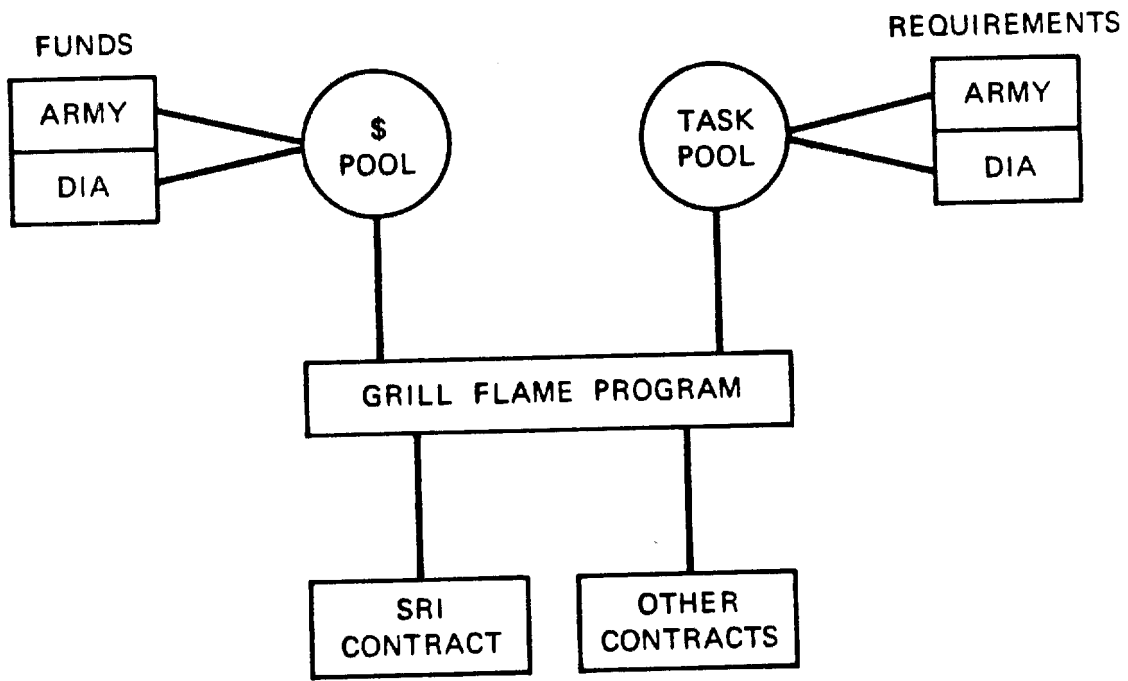 FUNDS
ARMY
DIA
$
POOL
TASK
POOL
REQUIREMENTS
ARMY
DIA
GRILL FLAME PROGRAM
SRI
CONTRACT
OTHER
CONTRACTS